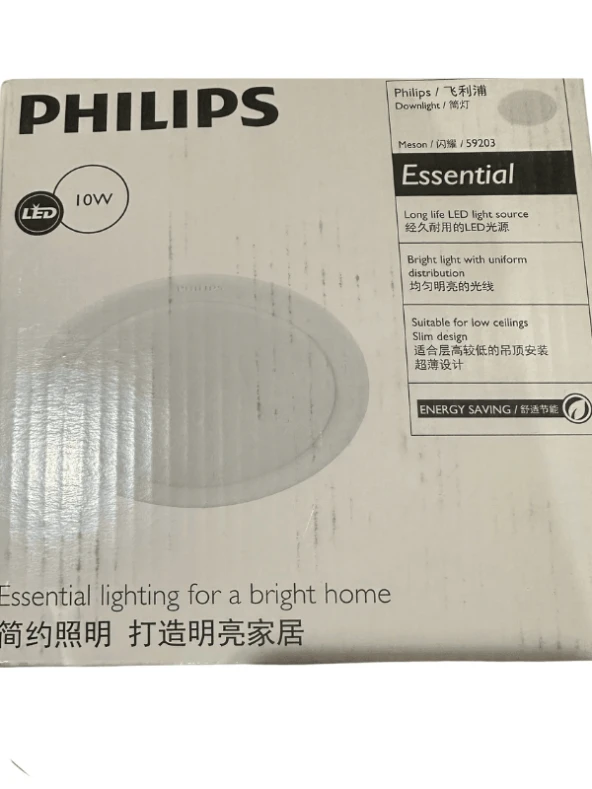 PHILIPS
LED
10W
PHILIPS
Philips / 飞利浦
Downlight / 筒灯
Meson / 闪耀 / 59203
Essential
Long life LED light source
经久耐用的LED光源
Bright light with uniform
distribution
均匀明亮的光线
Suitable for low ceilings
Slim design
适合层高较低的吊顶安装
超薄设计
ENERGY SAVING / 舒适节能
Essential lighting for a bright home
简约照明 打造明亮家居